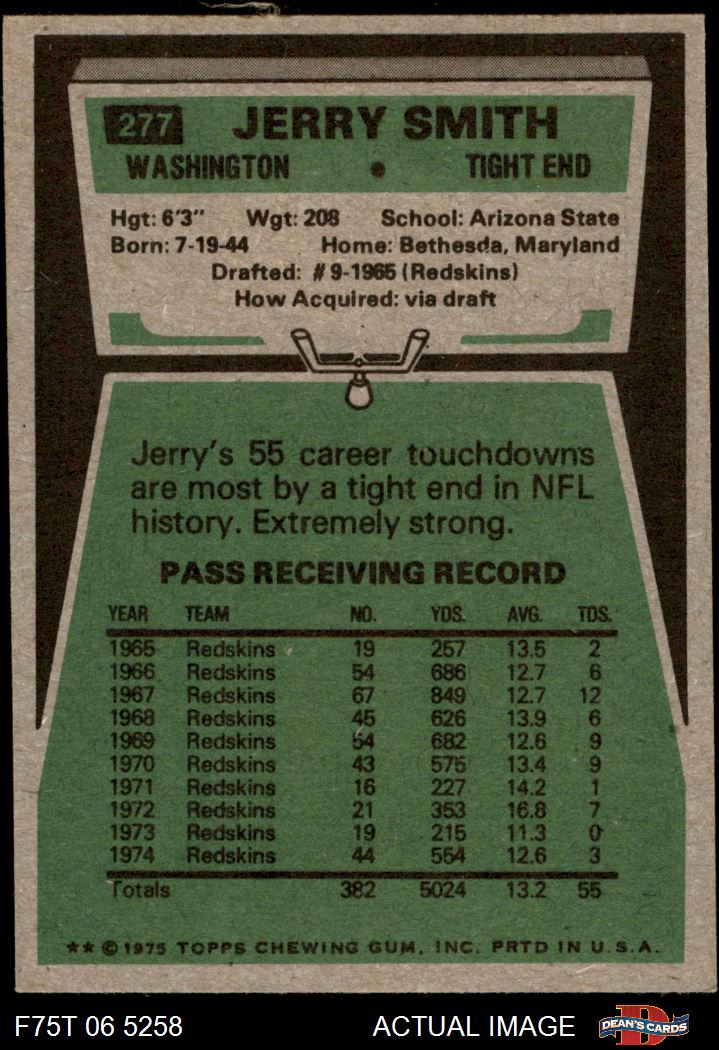 277 JERRY SMITH
WASHINGTON • TIGHT END
Hgt: 6'3" Wgt: 208 School: Arizona State
Born: 7-19-44 Home: Bethesda, Maryland
Drafted: #9-1965 (Redskins)
How Acquired: via draft
Jerry's 55 career touchdowns
are most by a tight end in NFL
history. Extremely strong.
PASS RECEIVING RECORD
YEAR TEAM NO. YDS. AVG. TDS.
1965 Redskins 19 257 13.5 2
1966 Redskins 54 686 12.7 6
1967 Redskins 67 849 12.7 12
1968 Redskins 45 626 13.9 6
1969 Redskins 54 682 12.6 9
1970 Redskins 43 575 13.4 9
1971 Redskins 16 227 14.2 1
1972 Redskins 21 353 16.8 7
1973 Redskins 19 215 11.3 0
1974 Redskins 44 554 12.6 3
Totals 382 5024 13.2 55
★★ © 1975 TOPPS CHEWING GUM, INC. PRTD IN U.S.A.
F75T 06 5258 ACTUAL IMAGE DEAN'S CARDS